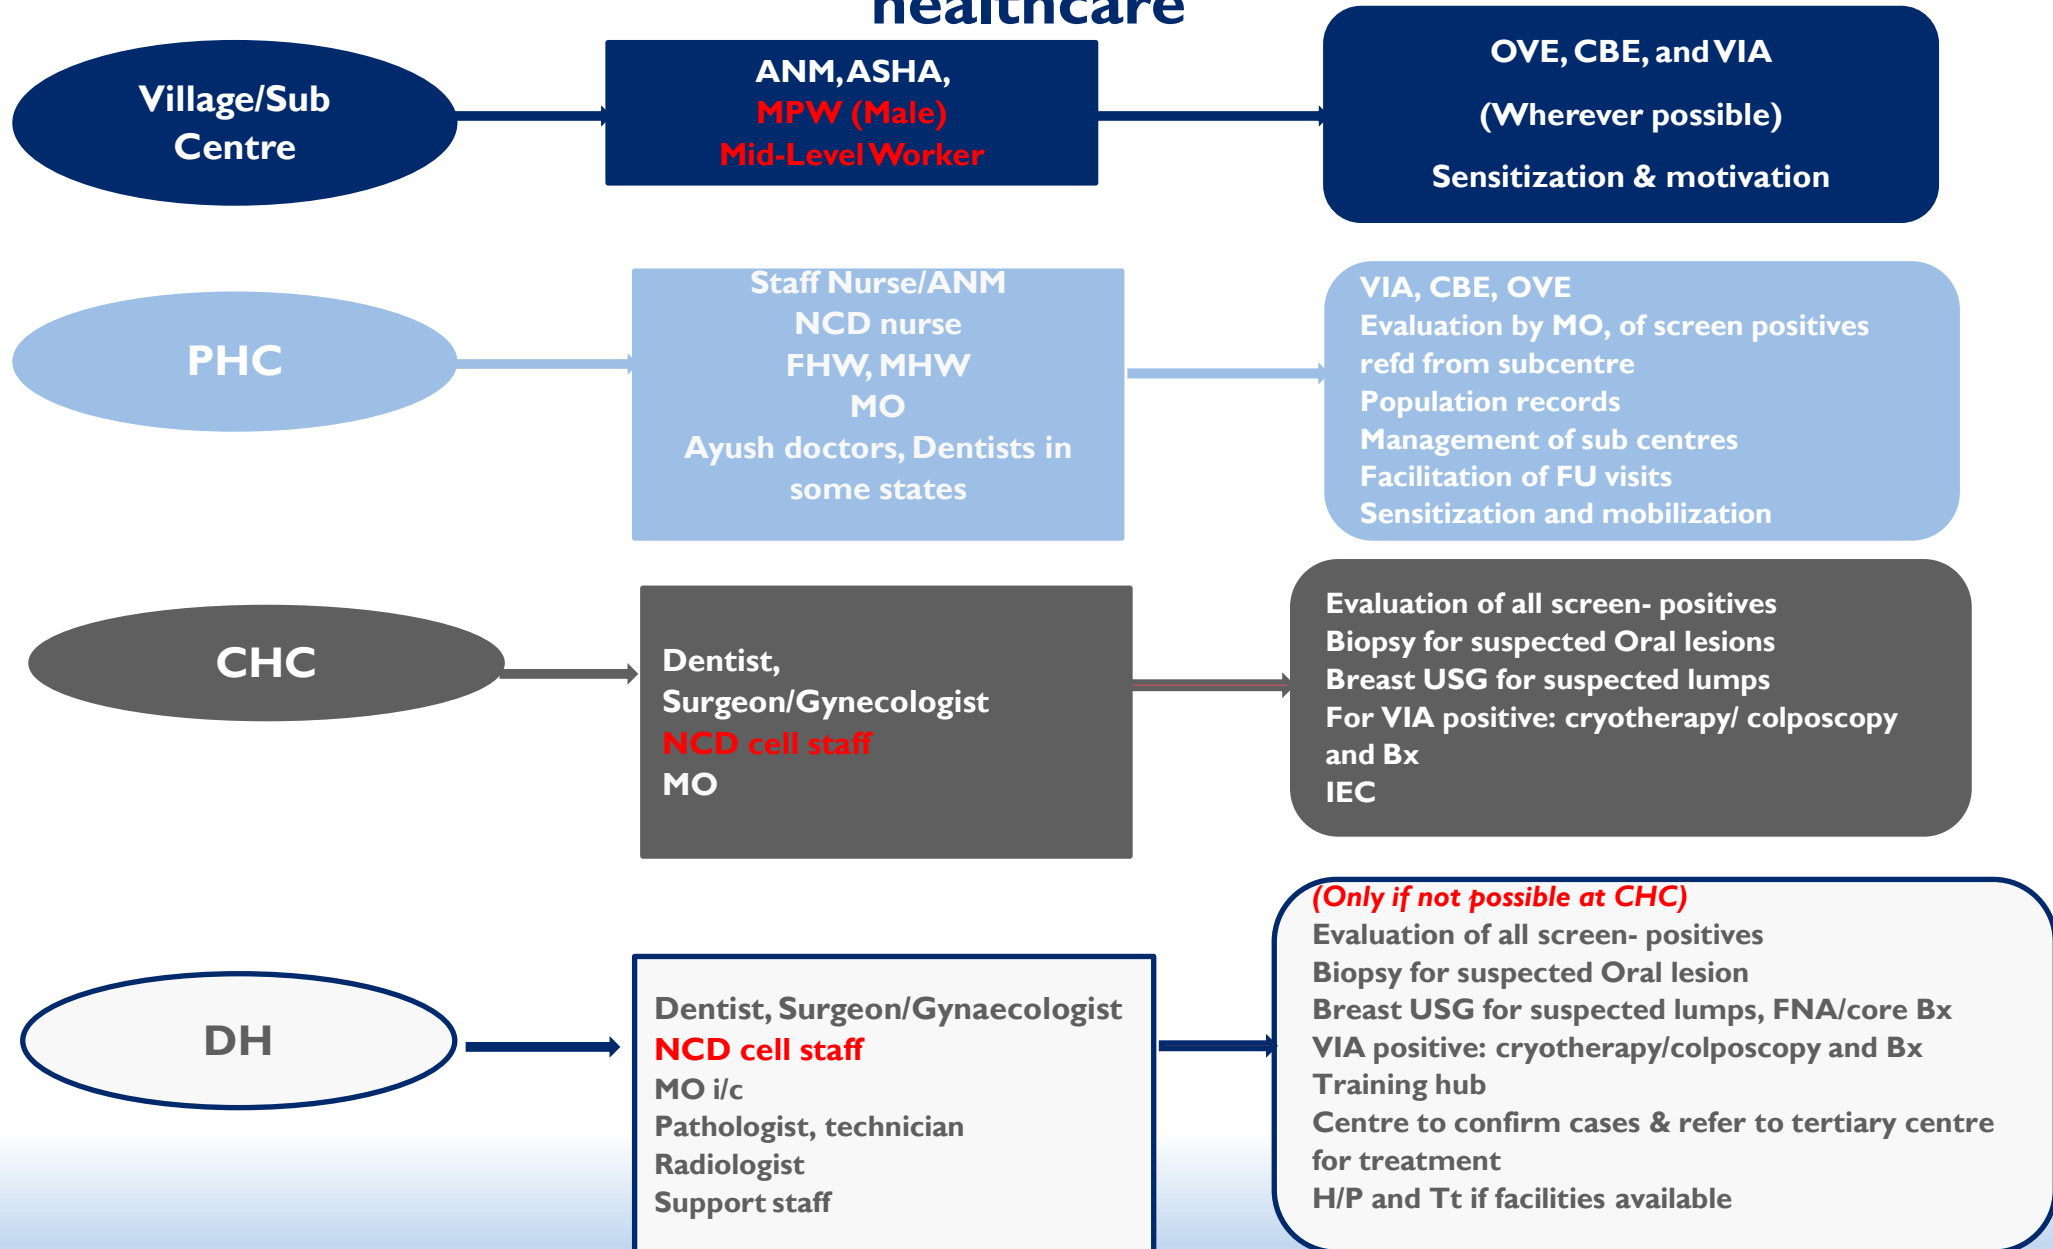 healthcare
Village/Sub
Centre
ANM, ASHA,
MPW (Male)
Mid-Level Worker
OVE, CBE, and VIA
(Wherever possible)
Sensitization & motivation
PHC
Staff Nurse/ANM
NCD nurse
FHW, MHW
MO
Ayush doctors, Dentists in
some states
VIA, CBE, OVE
Evaluation by MO, of screen positives
refd from subcentre
Population records
Management of sub centres
Facilitation of FU visits
Sensitization and mobilization
CHC
Dentist,
Surgeon/Gynecologist
NCD cell staff
MO
Evaluation of all screen- positives
Biopsy for suspected Oral lesions
Breast USG for suspected lumps
For VIA positive: cryotherapy/ colposcopy
and Bx
IEC
DH
Dentist, Surgeon/Gynaecologist
NCD cell staff
MO i/c
Pathologist, technician
Radiologist
Support staff
(Only if not possible at CHC)
Evaluation of all screen- positives
Biopsy for suspected Oral lesion
Breast USG for suspected lumps, FNA/core Bx
VIA positive: cryotherapy/colposcopy and Bx
Training hub
Centre to confirm cases & refer to tertiary centre
for treatment
H/P and Tt if facilities available